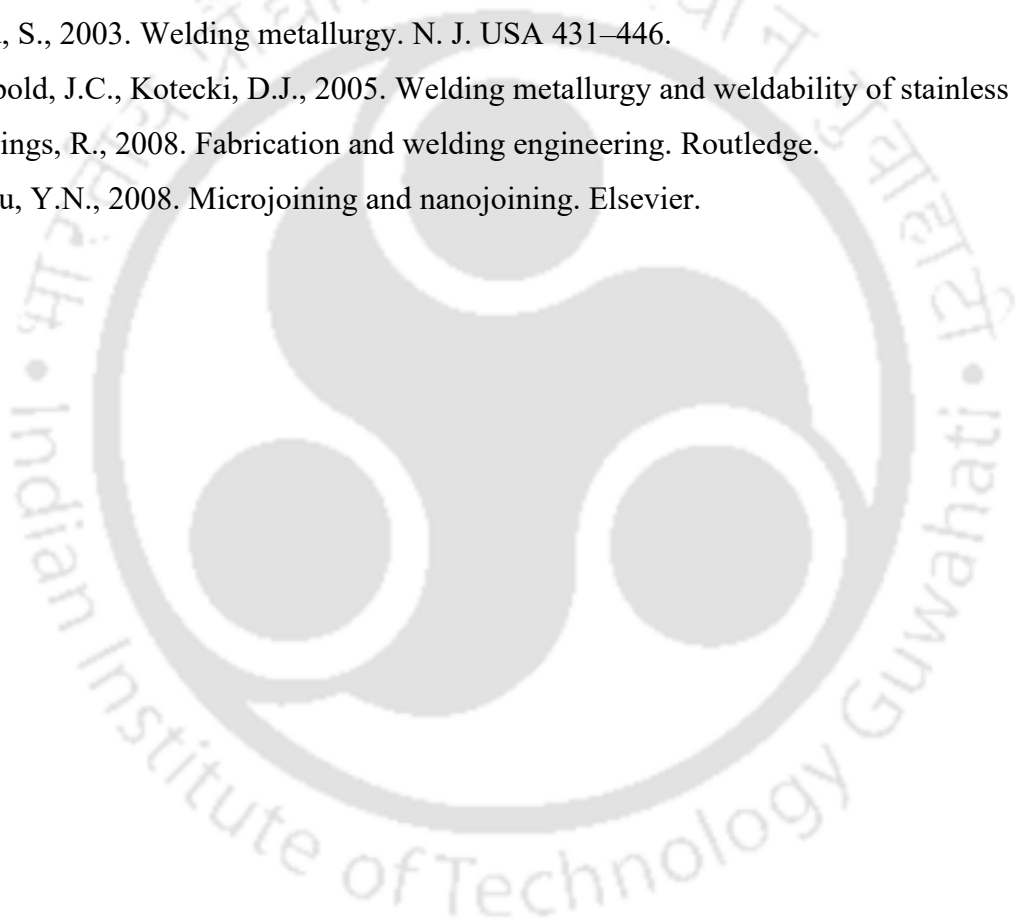 , S., 2003. Welding metallurgy. N. J. USA 431–446.
bold, J.C., Kotecki, D.J., 2005. Welding metallurgy and weldability of stainless
ings, R., 2008. Fabrication and welding engineering. Routledge.
u, Y.N., 2008. Microjoining and nanojoining. Elsevier.
Indian Institute of Technology Guwahati